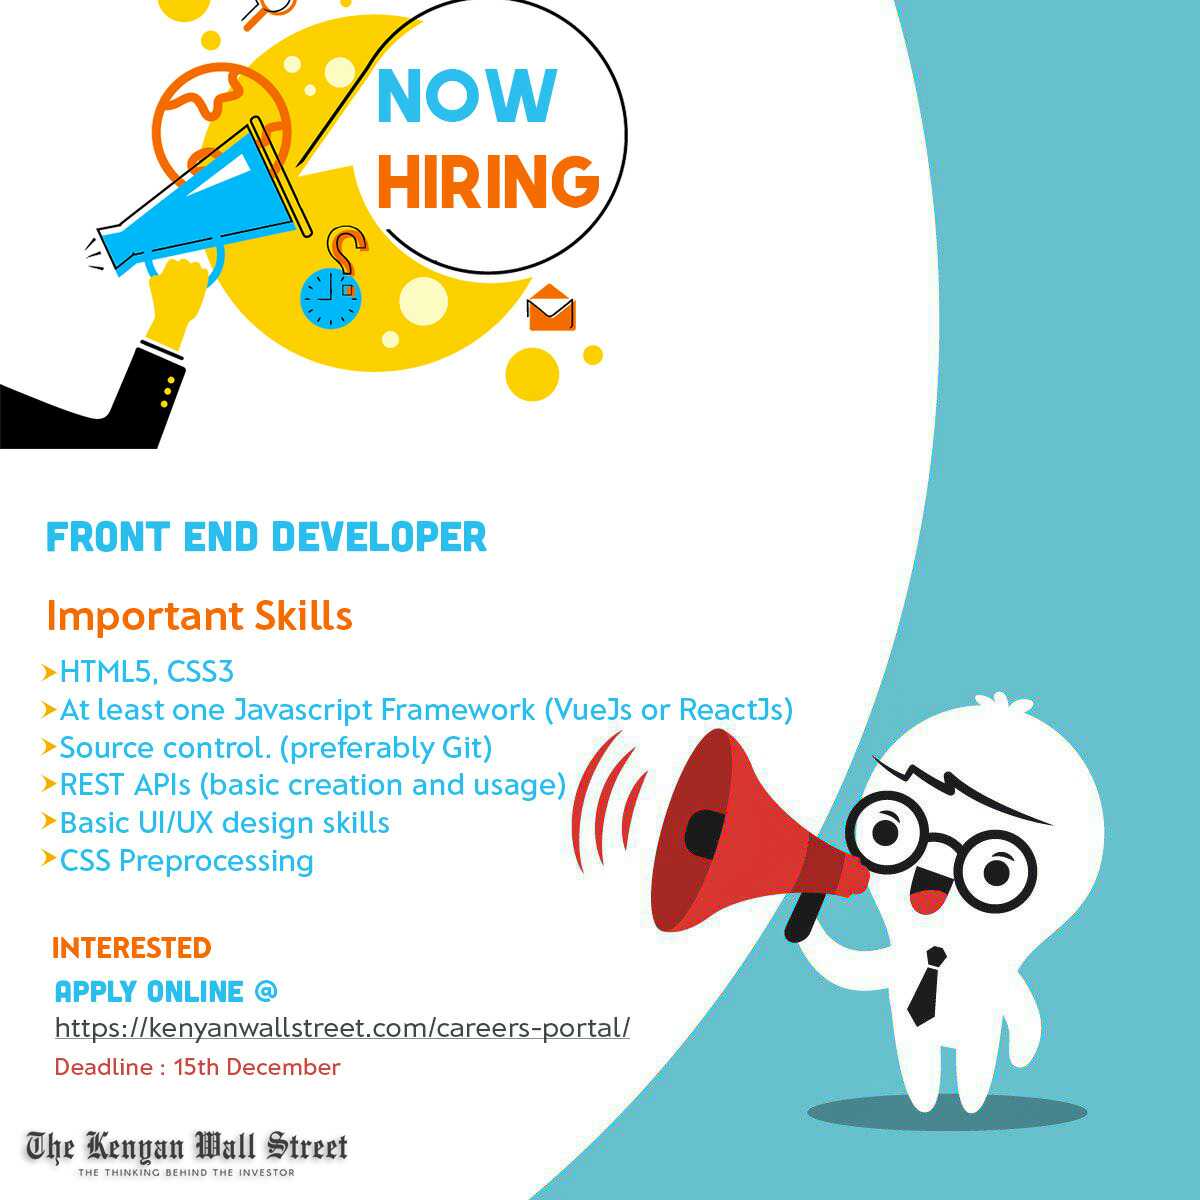 NOW
HIRING
FRONT END DEVELOPER
Important Skills
HTML5, CSS3
At least one Javascript Framework (VueJs or ReactJs)
Source control. (preferably Git)
REST APIs (basic creation and usage)
Basic UI/UX design skills
CSS Preprocessing
INTERESTED
APPLY ONLINE @
https://kenyanwallstreet.com/careers-portal/
Deadline : 15th December
The Kenyan Wall Street
THE THINKING BEHIND THE INVESTOR